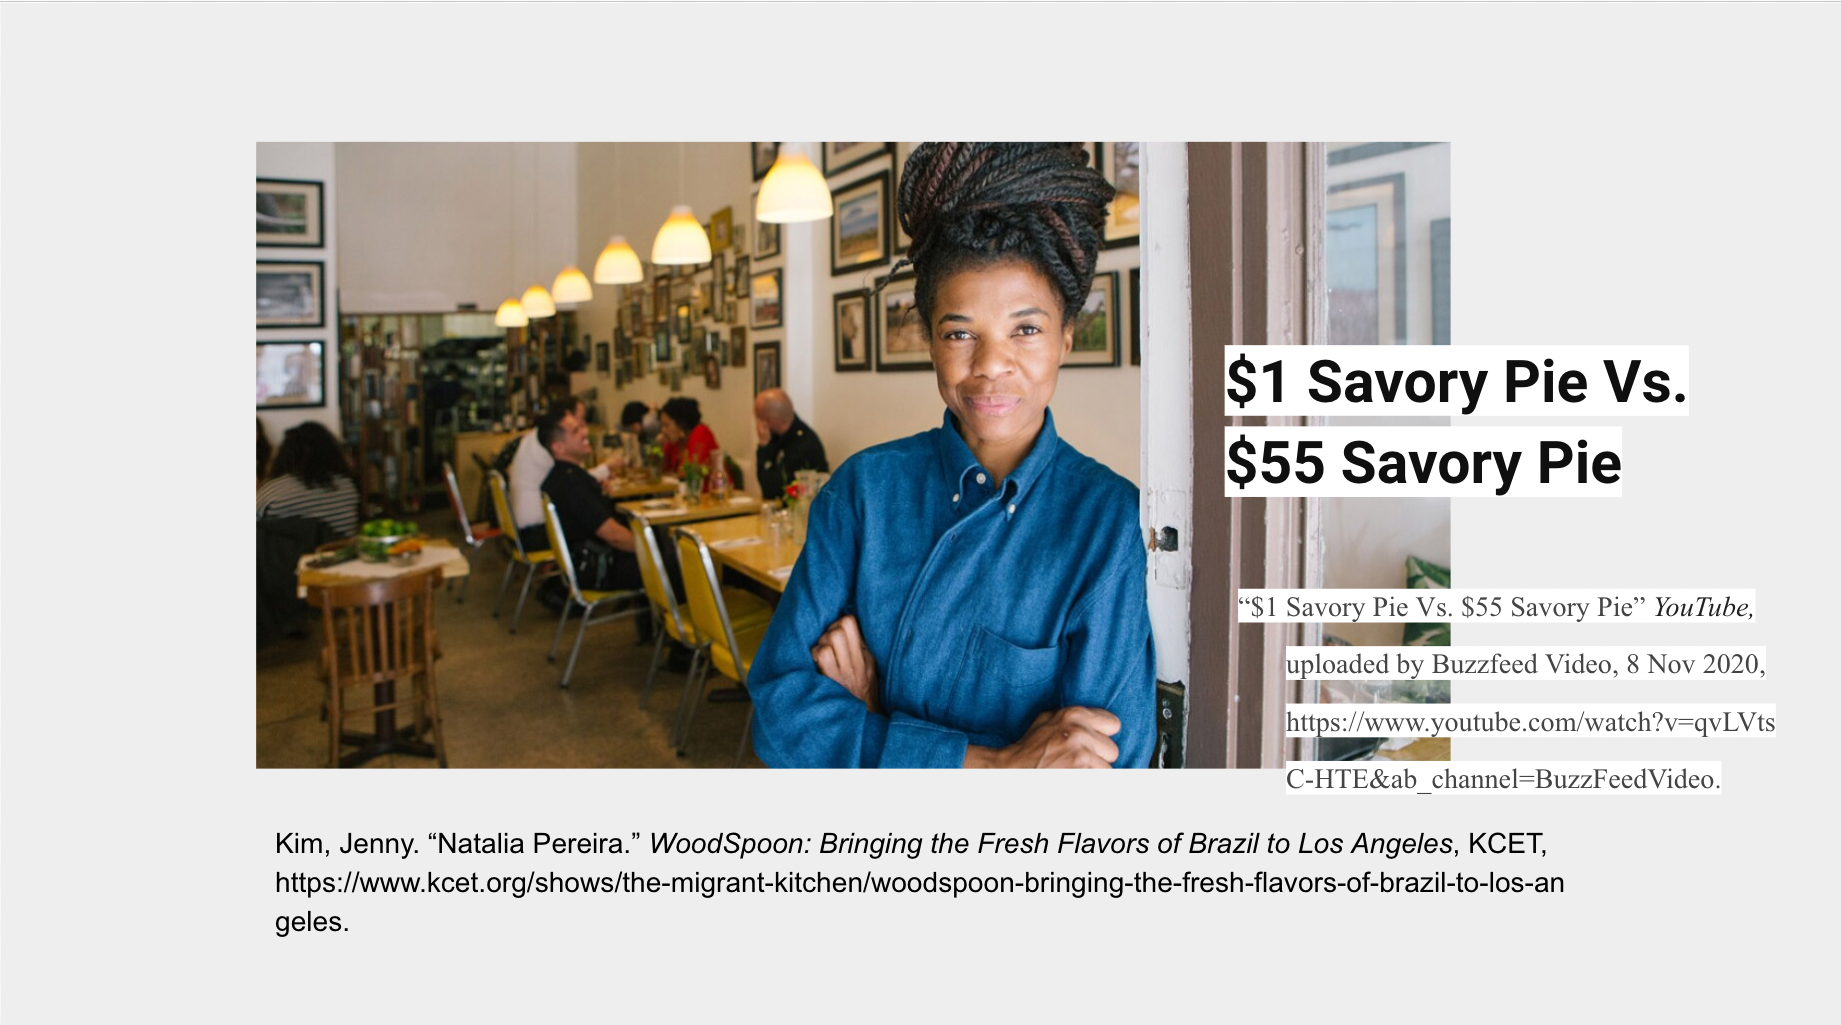 $1 Savory Pie Vs.
$55 Savory Pie
“$1 Savory Pie Vs. $55 Savory Pie” YouTube,
uploaded by Buzzfeed Video, 8 Nov 2020,
https://www.youtube.com/watch?v=qvLVts
C-HTE&ab_channel=BuzzFeedVideo.
Kim, Jenny. “Natalia Pereira.” WoodSpoon: Bringing the Fresh Flavors of Brazil to Los Angeles, KCET,
https://www.kcet.org/shows/the-migrant-kitchen/woodspoon-bringing-the-fresh-flavors-of-brazil-to-los-an
geles.